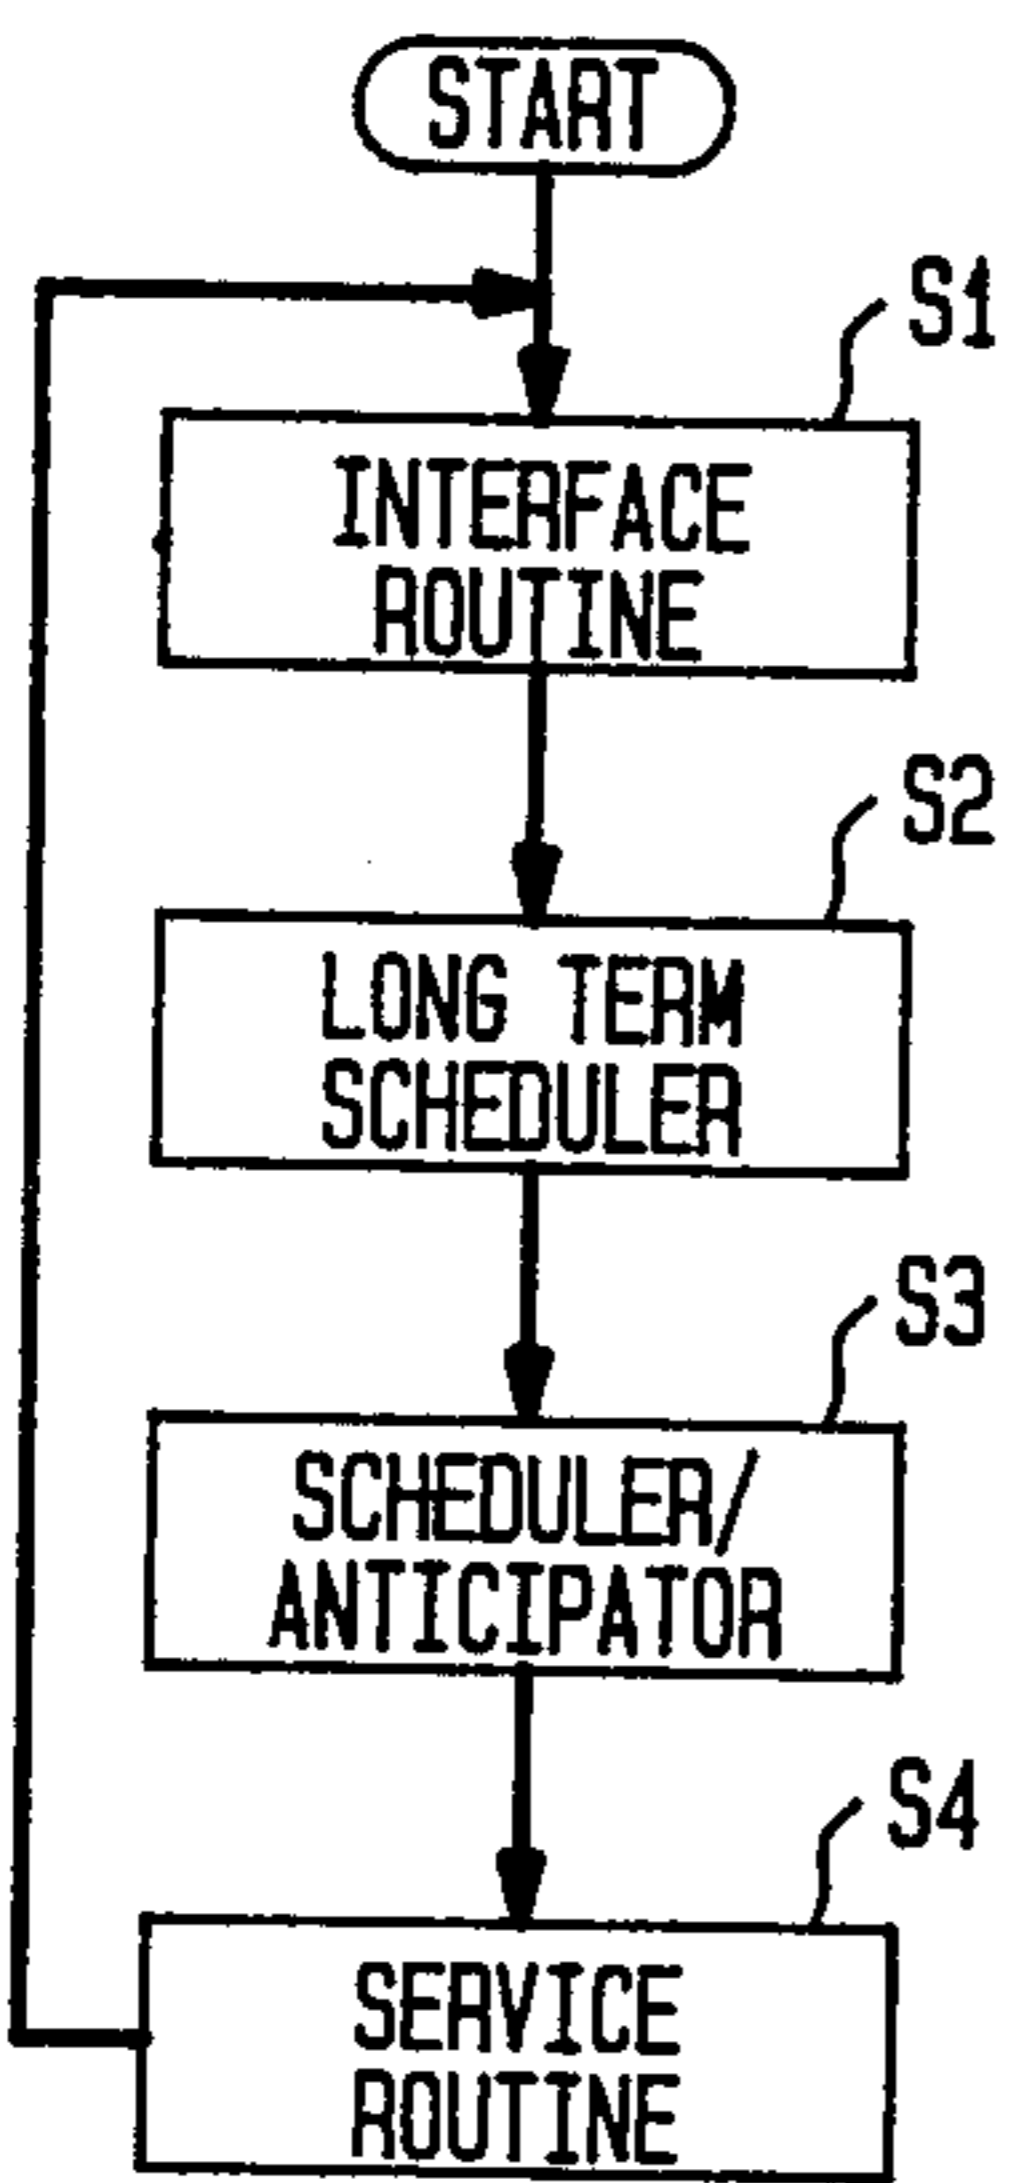 START
S1
INTERFACE
ROUTINE
S2
LONG TERM
SCHEDULER
S3
SCHEDULER/
ANTICIPATOR
S4
SERVICE
ROUTINE